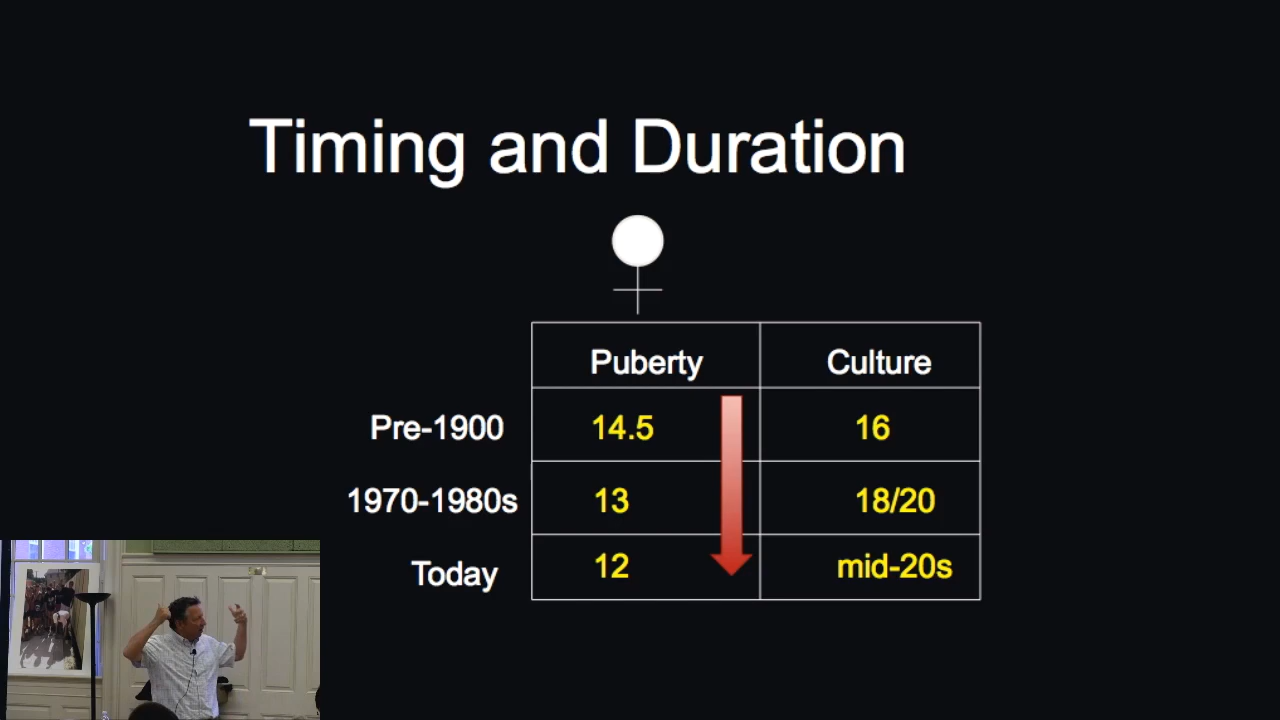 Timing and Duration
Puberty Culture
Pre-1900 14.5 16
1970-1980s 13 18/20
Today 12 mid-20s